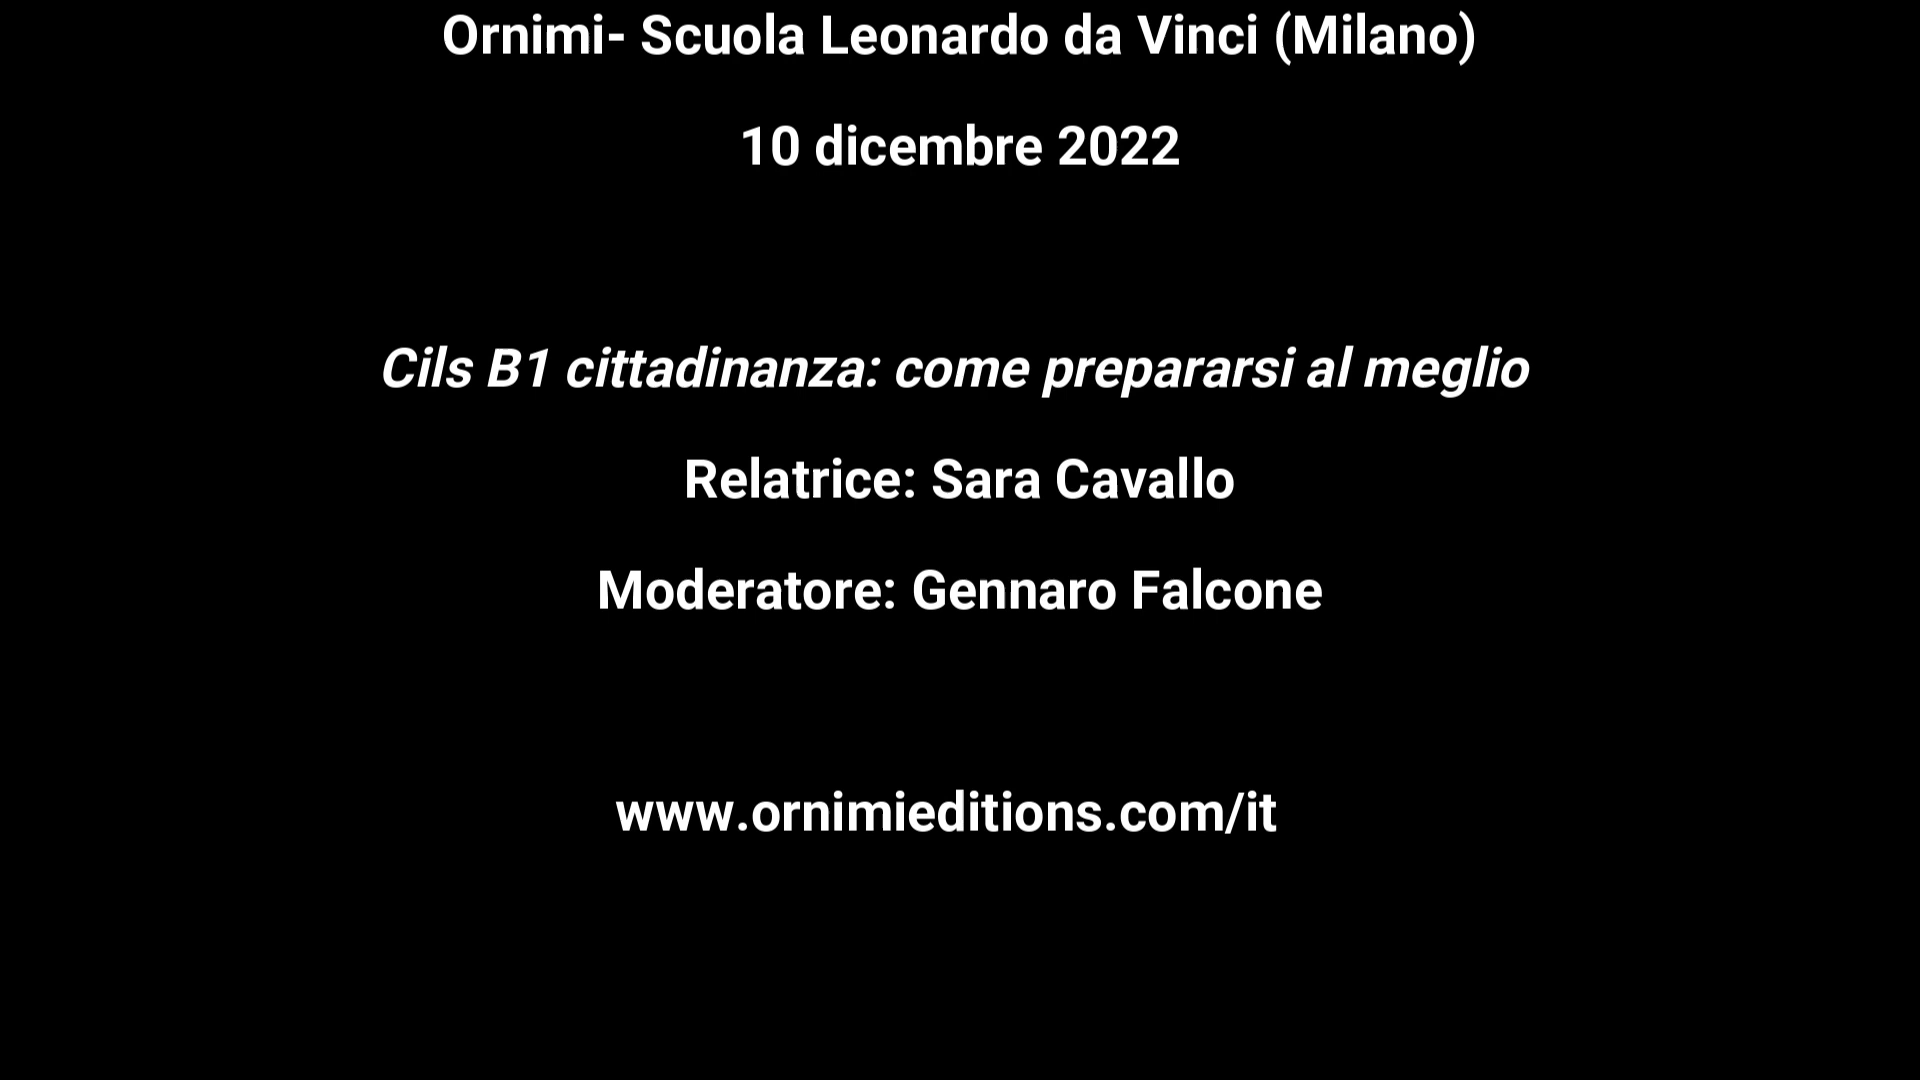 Ornimi- Scuola Leonardo da Vinci (Milano)
10 dicembre 2022
Cils B1 cittadinanza: come prepararsi al meglio
Relatrice: Sara Cavallo
Moderatore: Gennaro Falcone
www.ornimieditions.com/it